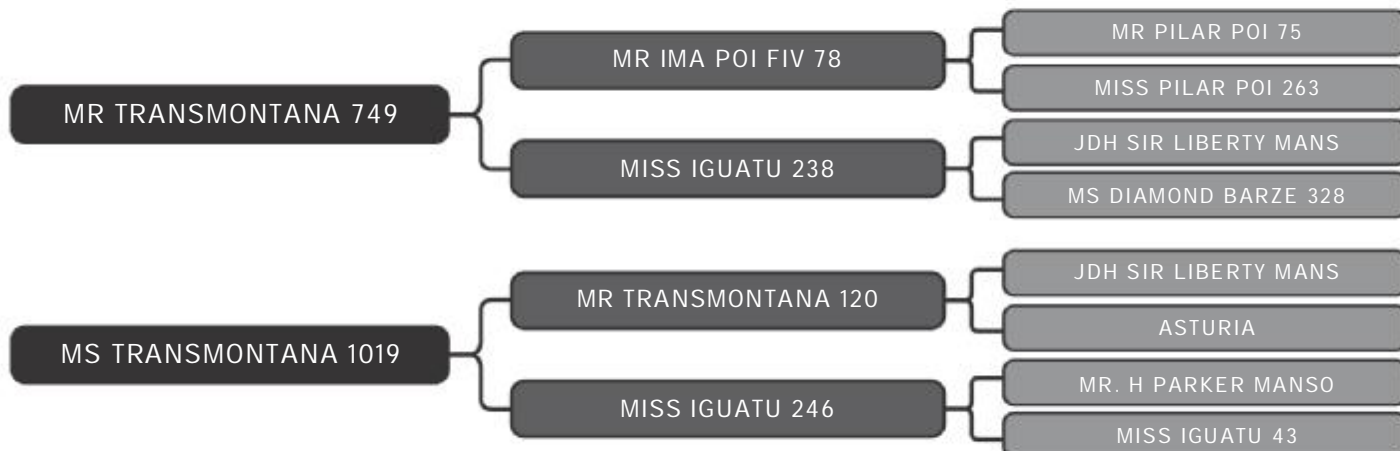 MR TRANSMONTANA 749
MR IMA POI FIV 78
MR PILAR POI 75
MISS PILAR POI 263
MISS IGUATU 238
JDH SIR LIBERTY MANS
MS DIAMOND BARZE 328
MS TRANSMONTANA 1019
MR TRANSMONTANA 120
JDH SIR LIBERTY MANS
ASTURIA
MISS IGUATU 246
MR. H PARKER MANSO
MISS IGUATU 43